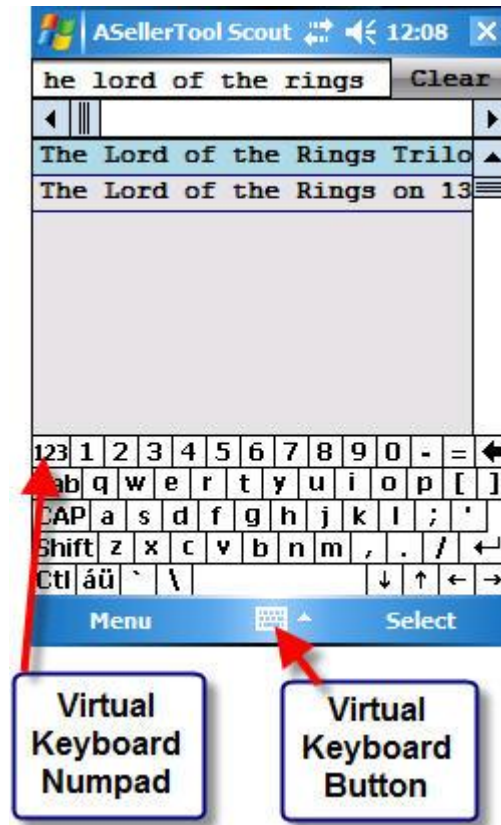 ASellerTool Scout 12:08
he lord of the rings Clear
The Lord of the Rings Trilo
The Lord of the Rings on 13
123 1 2 3 4 5 6 7 8 9 0 - =
ab q w e r t y u i o p [ ]
CAP a s d f g h j k l ; '
Shift z x c v b n m , . /
Ctl áü ` \
Menu Select
Virtual
Keyboard
Numpad
Virtual
Keyboard
Button